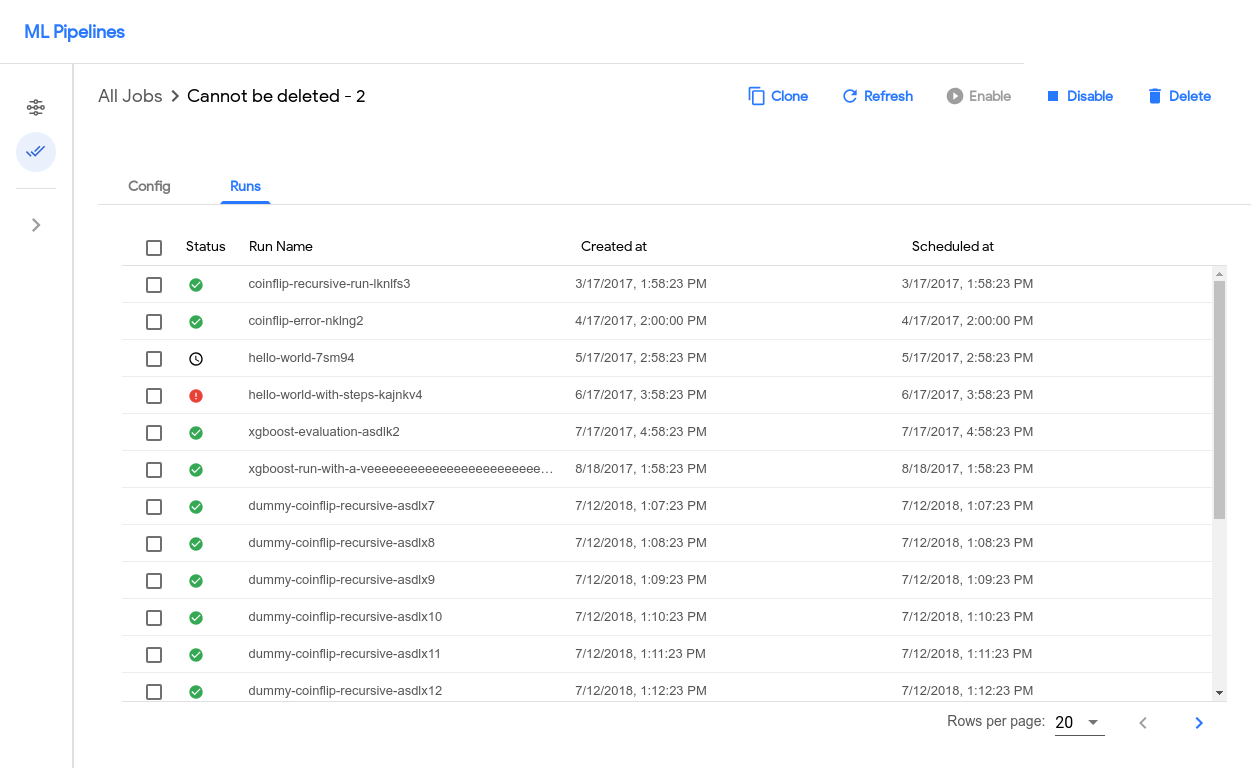 ML Pipelines
All Jobs > Cannot be deleted - 2
Clone Refresh Enable Disable Delete
Config Runs
Status Run Name Created at Scheduled at
coinflip-recursive-run-lknlfs3 3/17/2017, 1:58:23 PM 3/17/2017, 1:58:23 PM
coinflip-error-nklng2 4/17/2017, 2:00:00 PM 4/17/2017, 2:00:00 PM
hello-world-7sm94 5/17/2017, 2:58:23 PM 5/17/2017, 2:58:23 PM
hello-world-with-steps-kajnkv4 6/17/2017, 3:58:23 PM 6/17/2017, 3:58:23 PM
xgboost-evaluation-asdlk2 7/17/2017, 4:58:23 PM 7/17/2017, 4:58:23 PM
xgboost-run-with-a-veeeeeeeeeeeeeeeeeeeeeeee… 8/18/2017, 1:58:23 PM 8/18/2017, 1:58:23 PM
dummy-coinflip-recursive-asdlx7 7/12/2018, 1:07:23 PM 7/12/2018, 1:07:23 PM
dummy-coinflip-recursive-asdlx8 7/12/2018, 1:08:23 PM 7/12/2018, 1:08:23 PM
dummy-coinflip-recursive-asdlx9 7/12/2018, 1:09:23 PM 7/12/2018, 1:09:23 PM
dummy-coinflip-recursive-asdlx10 7/12/2018, 1:10:23 PM 7/12/2018, 1:10:23 PM
dummy-coinflip-recursive-asdlx11 7/12/2018, 1:11:23 PM 7/12/2018, 1:11:23 PM
dummy-coinflip-recursive-asdlx12 7/12/2018, 1:12:23 PM 7/12/2018, 1:12:23 PM
Rows per page: 20